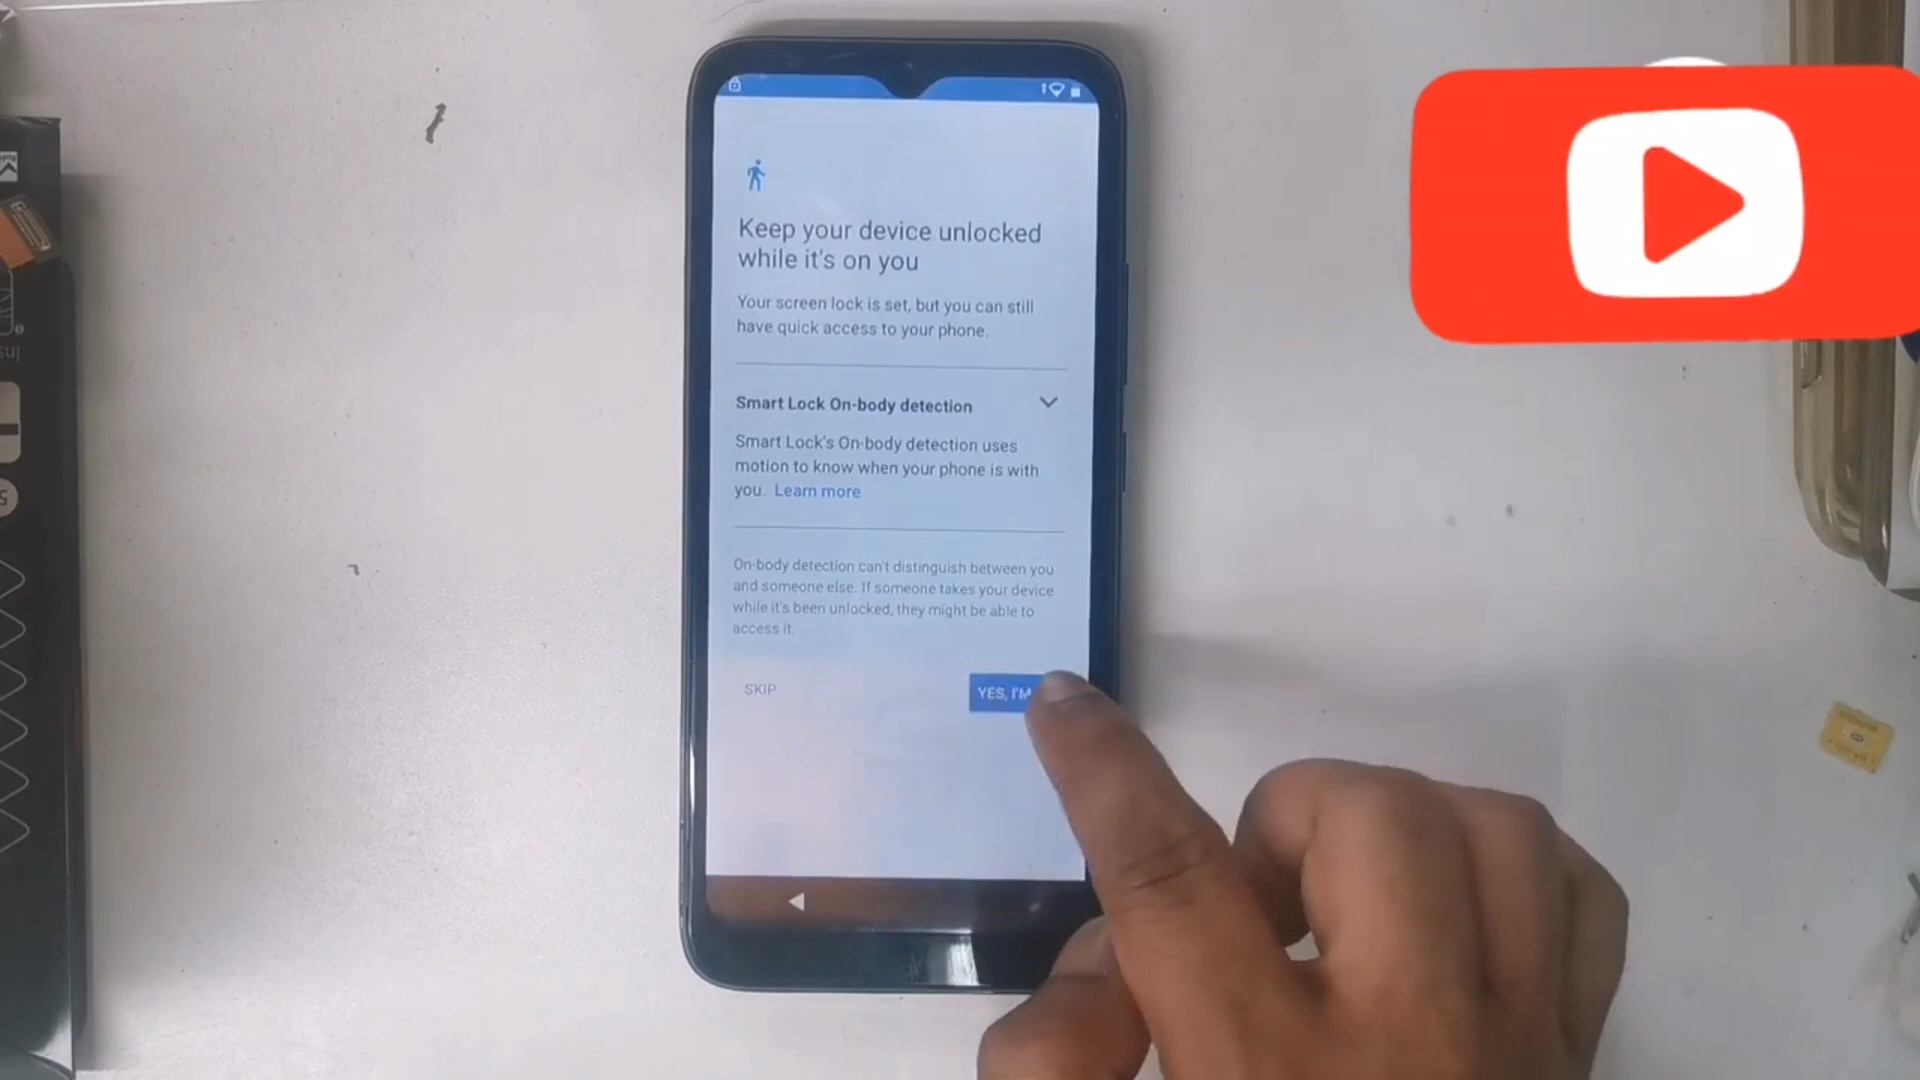 Keep your device unlocked
while it's on you
Your screen lock is set, but you can still
have quick access to your phone.
Smart Lock On-body detection
Smart Lock's On-body detection uses
motion to know when your phone is with
you. Learn more
On-body detection can't distinguish between you
and someone else. If someone takes your device
while it's been unlocked, they might be able to
access it.
SKIP
YES, I'M